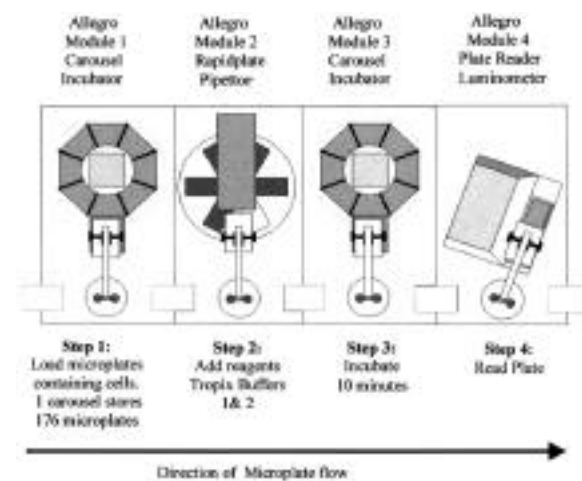 Allegro
Module 1
Carousel
Incubator
Allegro
Module 2
Rapidplate
Pipettor
Allegro
Module 3
Carousel
Incubator
Allegro
Module 4
Plate Reader
Luminometer
Step 1:
Load microplates
containing cells.
1 carousel stores
176 microplates
Step 2:
Add reagents
Tropix Buffers
1& 2
Step 3:
Incubate
10 minutes
Step 4:
Read Plate
Direction of Microplate flow